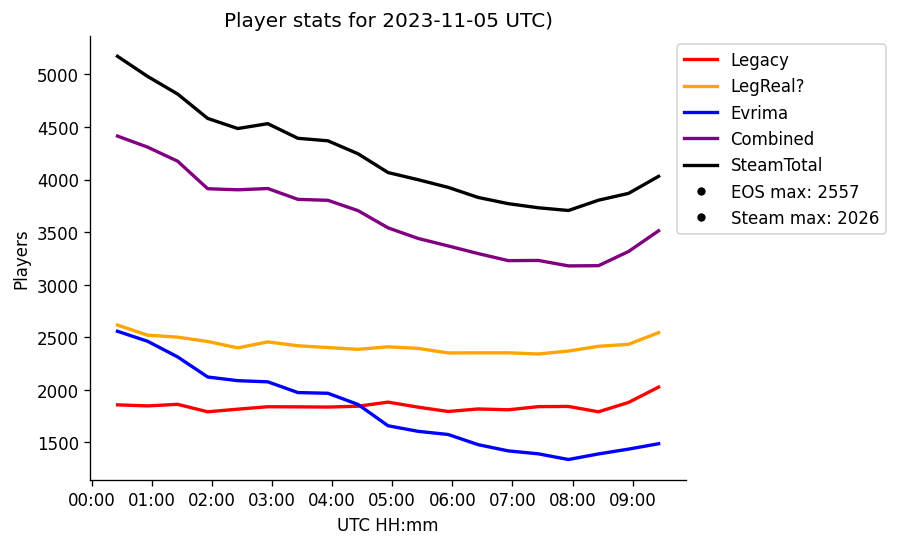 Player stats for 2023-11-05 UTC)
Legacy
LegReal?
Evrima
Combined
SteamTotal
EOS max: 2557
Steam max: 2026
Players
5000
4500
4000
3500
3000
2500
2000
1500
00:00 01:00 02:00 03:00 04:00 05:00 06:00 07:00 08:00 09:00
UTC HH:mm